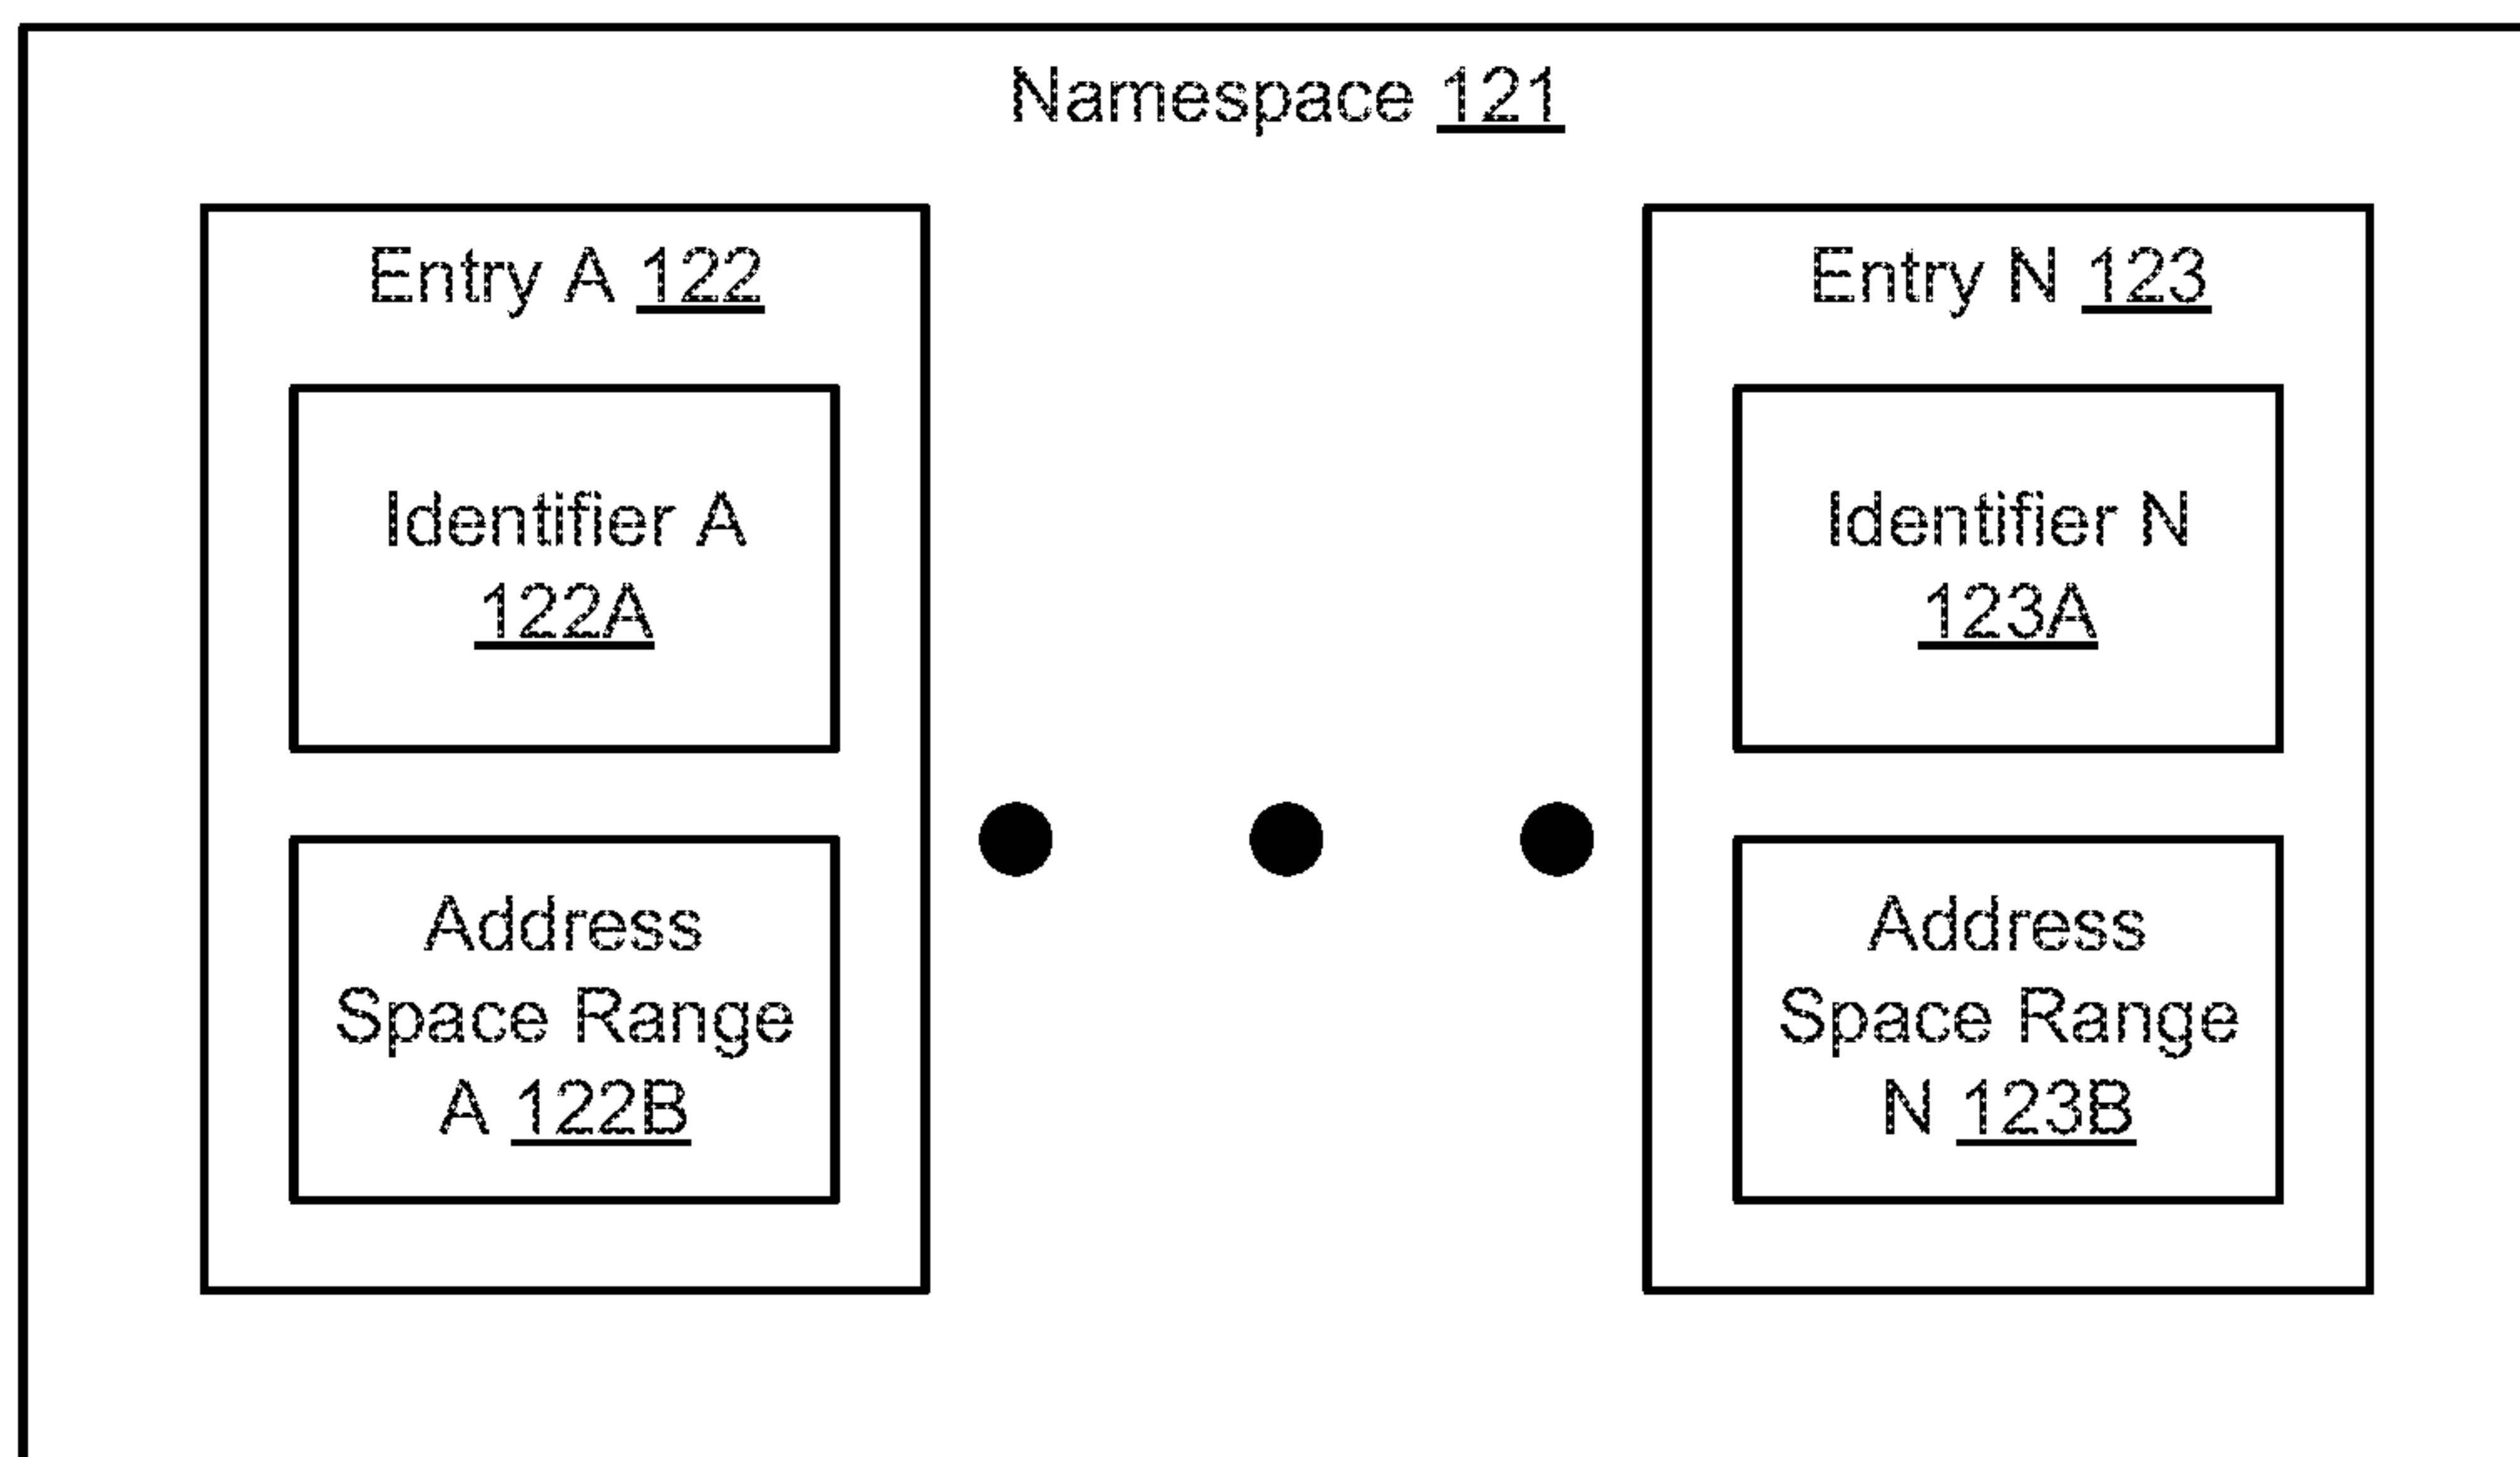 Namespace 121
Entry A 122
Identifier A
122A
Address
Space Range
A 122B
Entry N 123
Identifier N
123A
Address
Space Range
N 123B